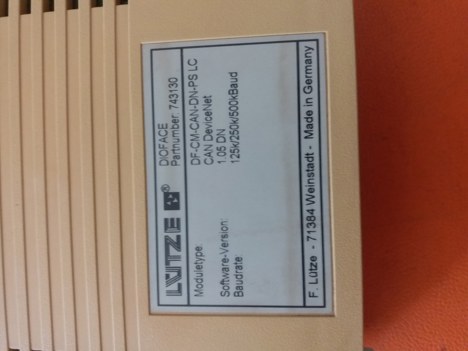 LÜTZE ®
DIOFACE
Partnumber: 743130
Moduletype DF-CM-CAN-DN-PS LC
CAN DeviceNet
Software-Version: 1.05 DN
Baudrate 125k/250k/500kBaud
F. Lütze - 71384 Weinstadt - Made in Germany